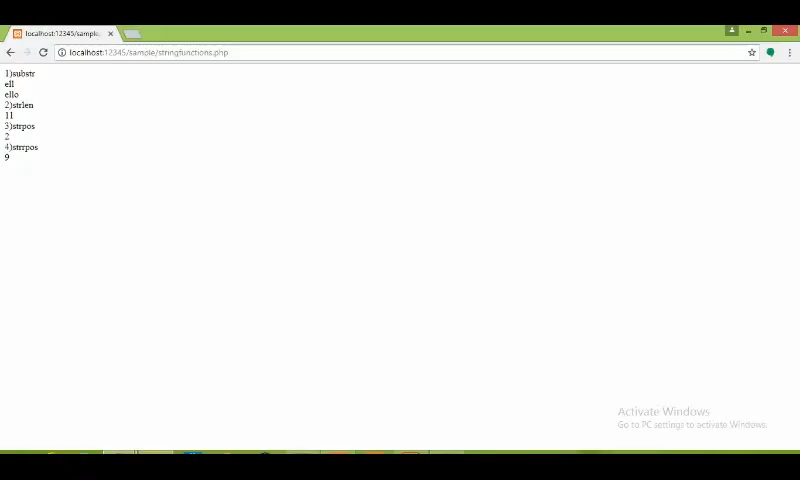 localhost:12345/sample.
localhost:12345/sample/stringfunctions.php
1)substr
ell
ello
2)strlen
11
3)strpos
2
4)strrpos
9
Activate Windows
Go to PC settings to activate Windows.